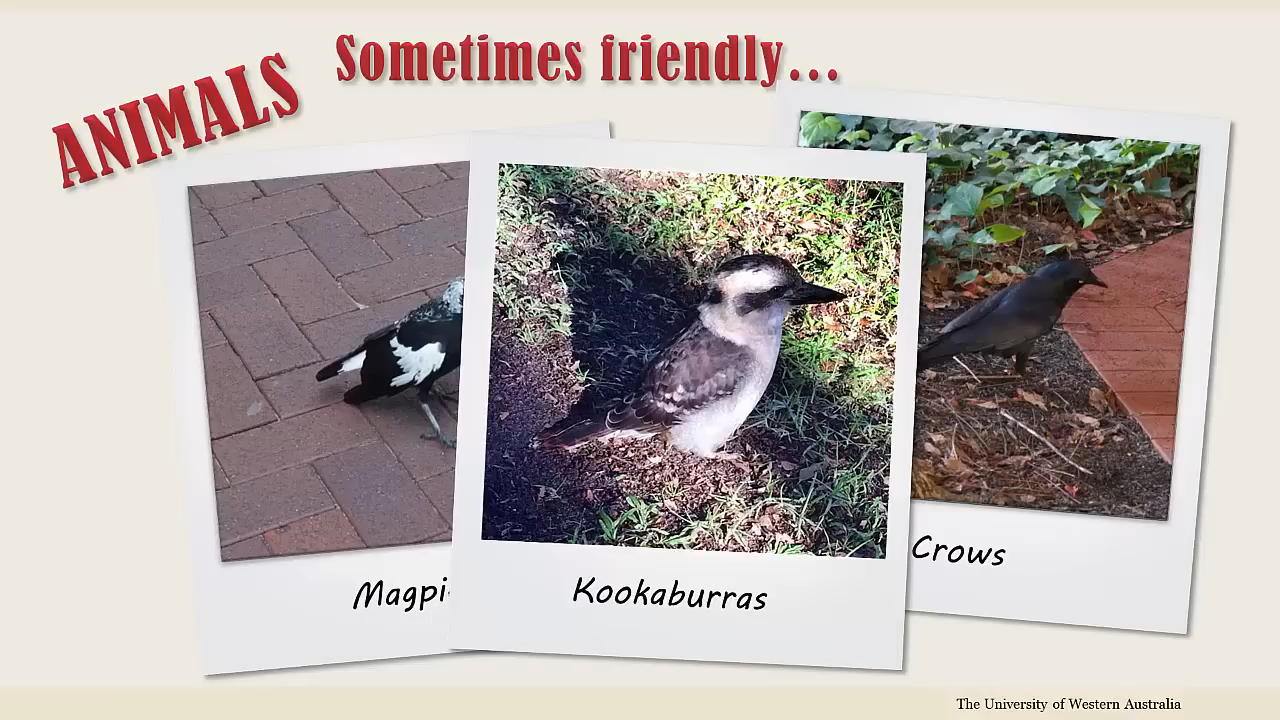 ANIMALS
Sometimes friendly...
Kookaburras
Crows
The University of Western Australia